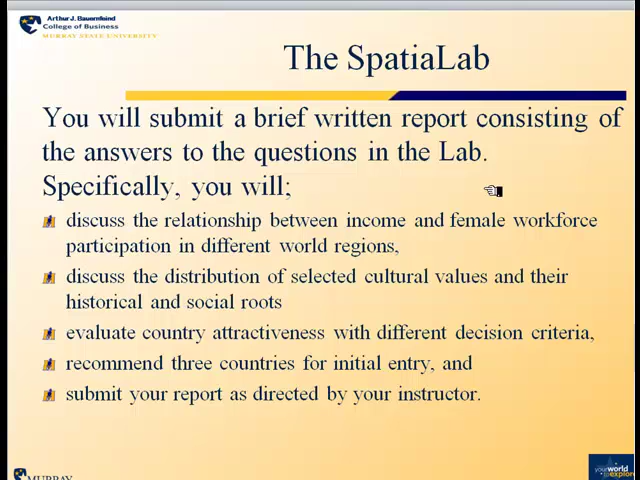 Arthur J. Bauernfeind
College of Business
MURRAY STATE UNIVERSITY
The SpatiaLab
You will submit a brief written report consisting of
the answers to the questions in the Lab.
Specifically, you will;
discuss the relationship between income and female workforce
participation in different world regions,
discuss the distribution of selected cultural values and their
historical and social roots
evaluate country attractiveness with different decision criteria,
recommend three countries for initial entry, and
submit your report as directed by your instructor.
MURRAY
yourworld
toexplore